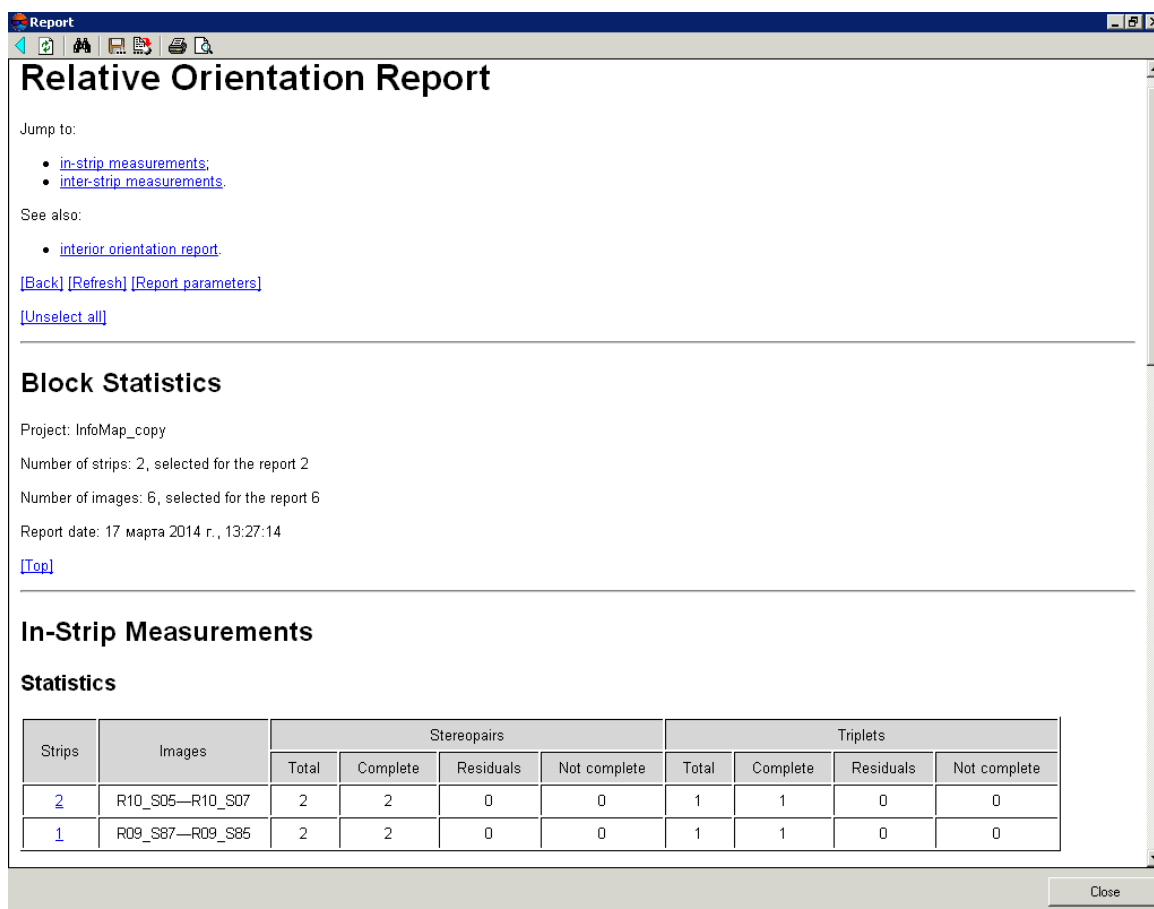 Report
Relative Orientation Report
Jump to:
in-strip measurements;
inter-strip measurements.
See also:
interior orientation report.
[Back] [Refresh] [Report parameters]
[Unselect all]
Block Statistics
Project: InfoMap_copy
Number of strips: 2, selected for the report 2
Number of images: 6, selected for the report 6
Report date: 17 марта 2014 г., 13:27:14
[Top]
In-Strip Measurements
Statistics
Strips Images Stereopairs Triplets
Total Complete Residuals Not complete Total Complete Residuals Not complete
2 R10_S05—R10_S07 2 2 0 0 1 1 0 0
1 R09_S87—R09_S85 2 2 0 0 1 1 0 0
Close